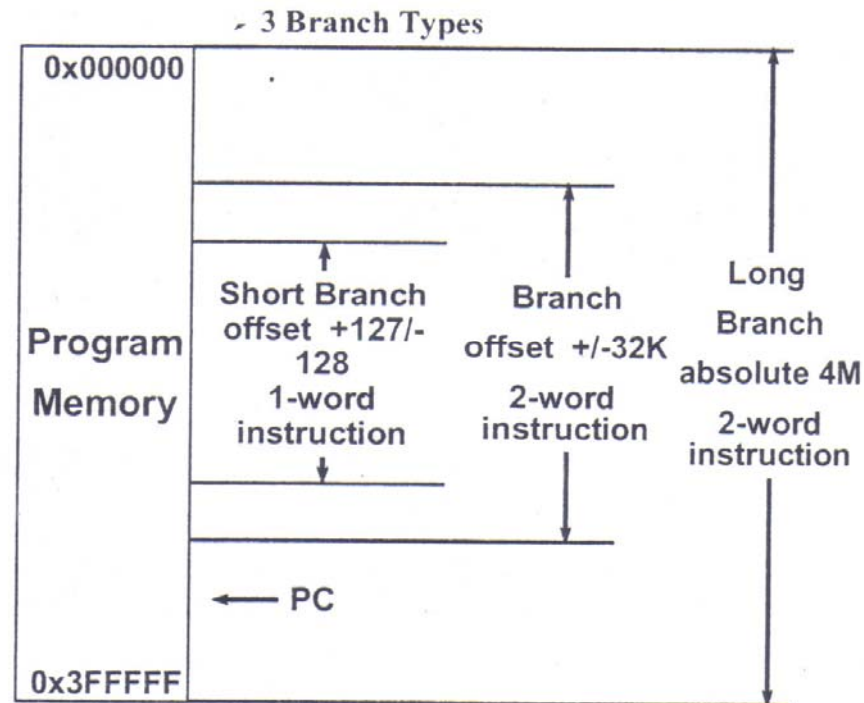 3 Branch Types
0x000000
Program
Memory
0x3FFFFF
Short Branch
offset +127/-
128
1-word
instruction
Branch
offset +/-32K
2-word
instruction
Long
Branch
absolute 4M
2-word
instruction
PC